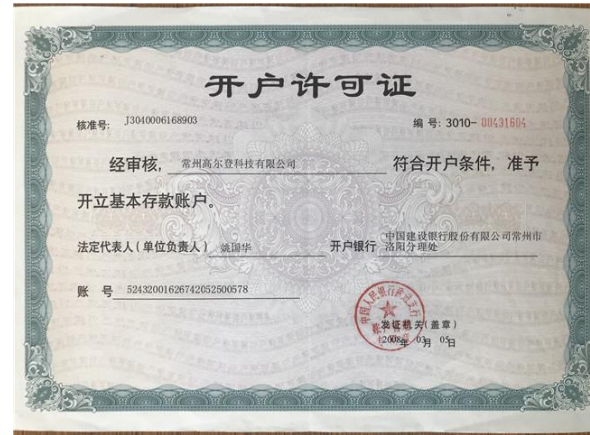 开户许可证
核准号: J3040006168903 编 号: 3010- 00431604
经审核, 常州高尔登科技有限公司 符合开户条件, 准予
开立基本存款账户。
法定代表人(单位负责人) 姚国华 开户银行 中国建设银行股份有限公司常州市
洛阳分理处
账 号 52432001626742052500578
发证机关(盖章)
2008年 03月 05日